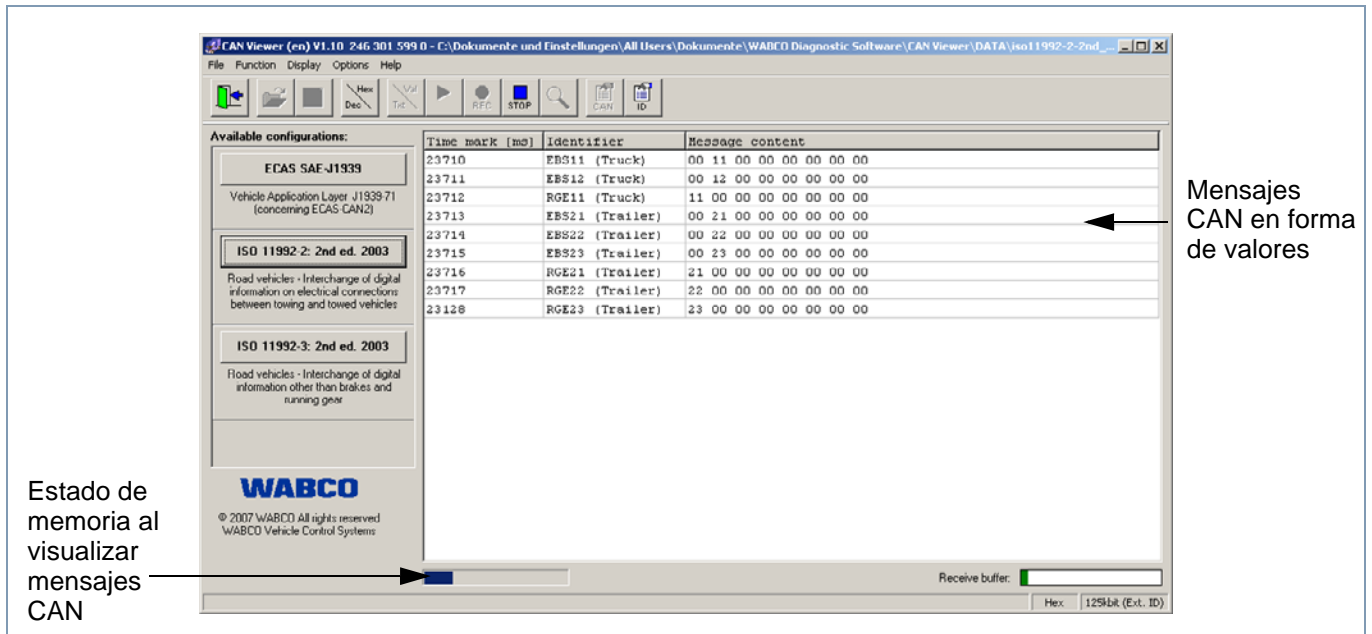 CAN Viewer (en) V1.10 246 301 599 0 - C:\Dokumente und Einstellungen\All Users\Dokumente\WABCO Diagnostic Software\CAN Viewer\DATA\iso11992-2-2nd_...
File Function Display Options Help
Hex
Dec
Val
Txt
REC
STOP
CAN
ID
Available configurations:
ECAS SAE-J1939
Vehicle Application Layer J1939-71
(concerning ECAS-CAN2)
ISO 11992-2: 2nd ed. 2003
Road vehicles - Interchange of digital
information on electrical connections
between towing and towed vehicles
ISO 11992-3: 2nd ed. 2003
Road vehicles - Interchange of digital
information other than brakes and
running gear
WABCO
© 2007 WABCO All rights reserved
WABCO Vehicle Control Systems
Time mark [ms] Identifier Message content
23710 EBS11 (Truck) 00 11 00 00 00 00 00 00
23711 EBS12 (Truck) 00 12 00 00 00 00 00 00
23712 RGE11 (Truck) 11 00 00 00 00 00 00 00
23713 EBS21 (Trailer) 00 21 00 00 00 00 00 00
23714 EBS22 (Trailer) 00 22 00 00 00 00 00 00
23715 EBS23 (Trailer) 00 23 00 00 00 00 00 00
23716 RGE21 (Trailer) 21 00 00 00 00 00 00 00
23717 RGE22 (Trailer) 22 00 00 00 00 00 00 00
23128 RGE23 (Trailer) 23 00 00 00 00 00 00 00
Mensajes
CAN en forma
de valores
Estado de
memoria al
visualizar
mensajes
CAN
Receive buffer:
Hex 125kbit (Ext. ID)